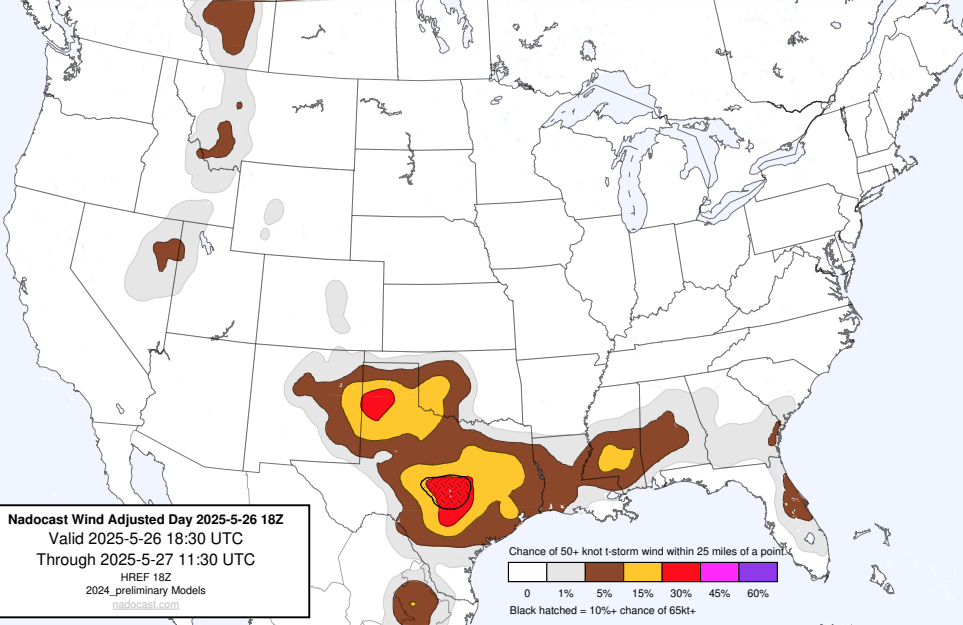 Nadocast Wind Adjusted Day 2025-5-26 18Z
Valid 2025-5-26 18:30 UTC
Through 2025-5-27 11:30 UTC
HREF 18Z
2024_preliminary Models
nadocast.com
Chance of 50+ knot t-storm wind within 25 miles of a point.
0 1% 5% 15% 30% 45% 60%
Black hatched = 10%+ chance of 65kt+